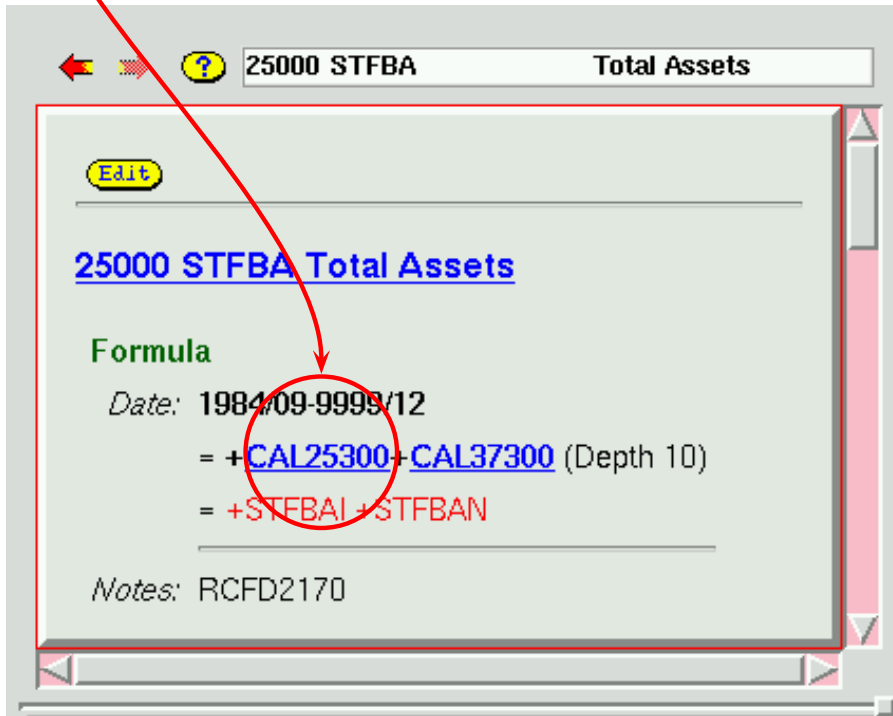 ? 25000 STFBA Total Assets
Edit
25000 STFBA Total Assets
Formula
Date: 1984/09-9999/12
= +CAL25300+CAL37300 (Depth 10)
= +STFBAI +STFBAN
Notes: RCFD2170